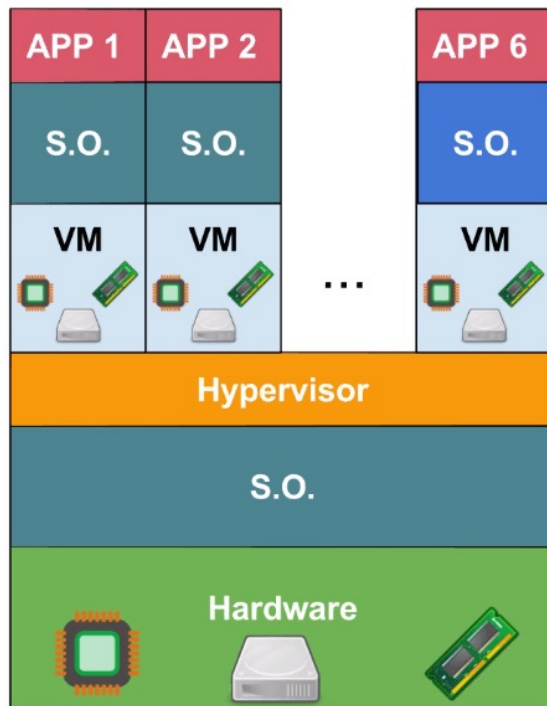 APP 1 APP 2 APP 6
S.O. S.O. S.O.
VM VM VM
...
Hypervisor
S.O.
Hardware